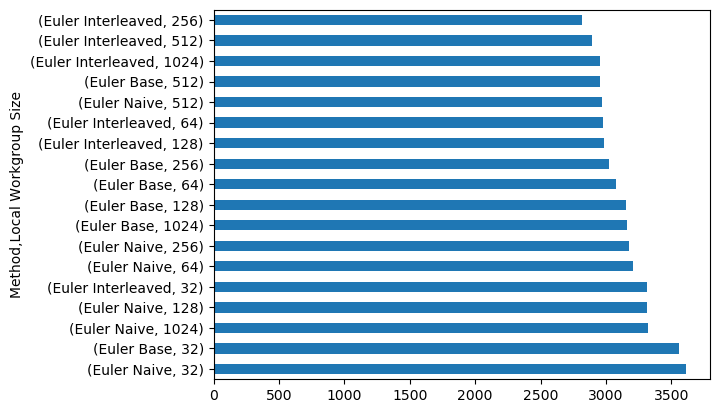 (Euler Interleaved, 256)
(Euler Interleaved, 512)
(Euler Interleaved, 1024)
(Euler Base, 512)
(Euler Naive, 512)
(Euler Interleaved, 64)
(Euler Interleaved, 128)
(Euler Base, 256)
(Euler Base, 64)
(Euler Base, 128)
(Euler Base, 1024)
(Euler Naive, 256)
(Euler Naive, 64)
(Euler Interleaved, 32)
(Euler Naive, 128)
(Euler Naive, 1024)
(Euler Base, 32)
(Euler Naive, 32)
Method,Local Workgroup Size
0 500 1000 1500 2000 2500 3000 3500